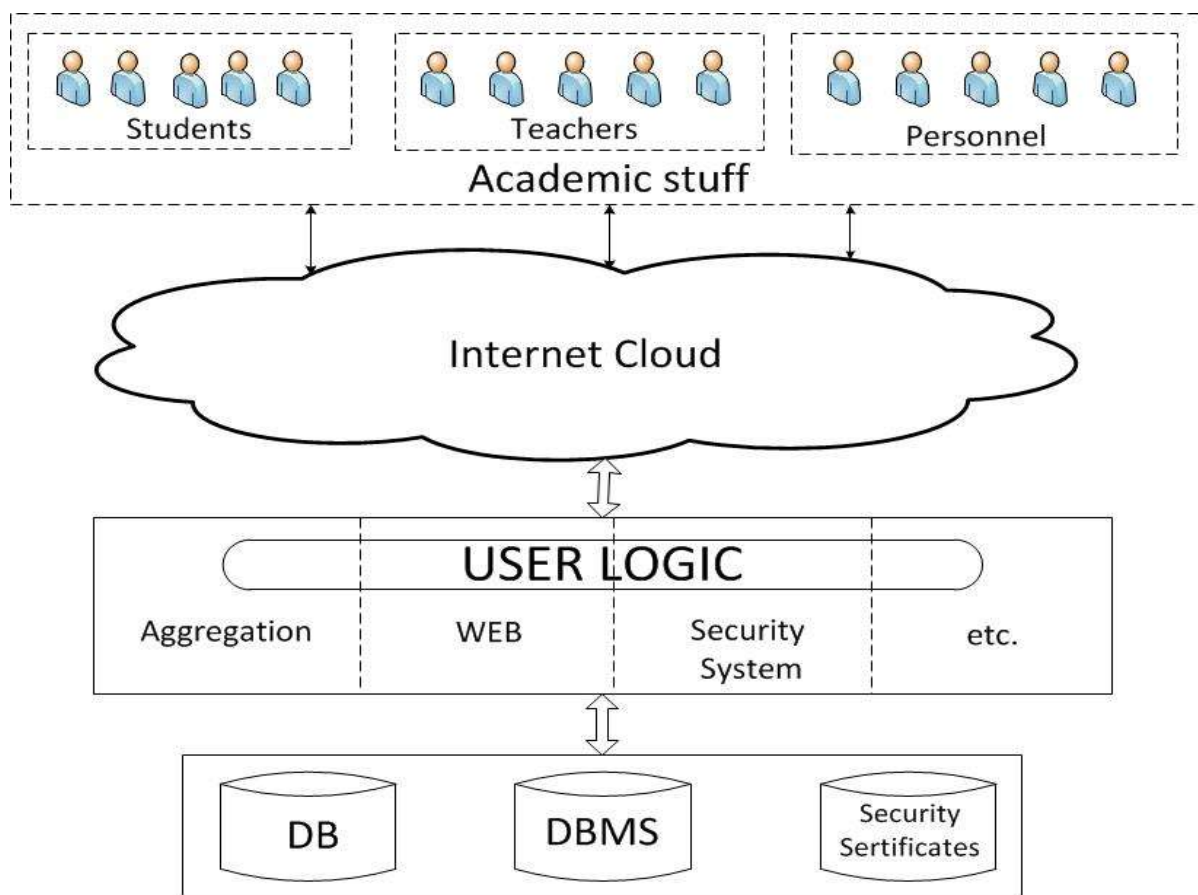 Students
Teachers
Personnel
Academic stuff
Internet Cloud
USER LOGIC
Aggregation
WEB
Security
System
etc.
DB
DBMS
Security
Sertificates